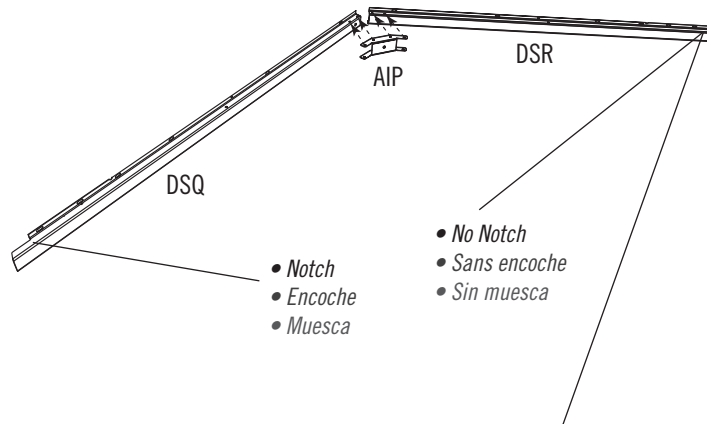 DSR
AIP
DSQ
• No Notch
• Sans encoche
• Sin muesca
• Notch
• Encoche
• Muesca